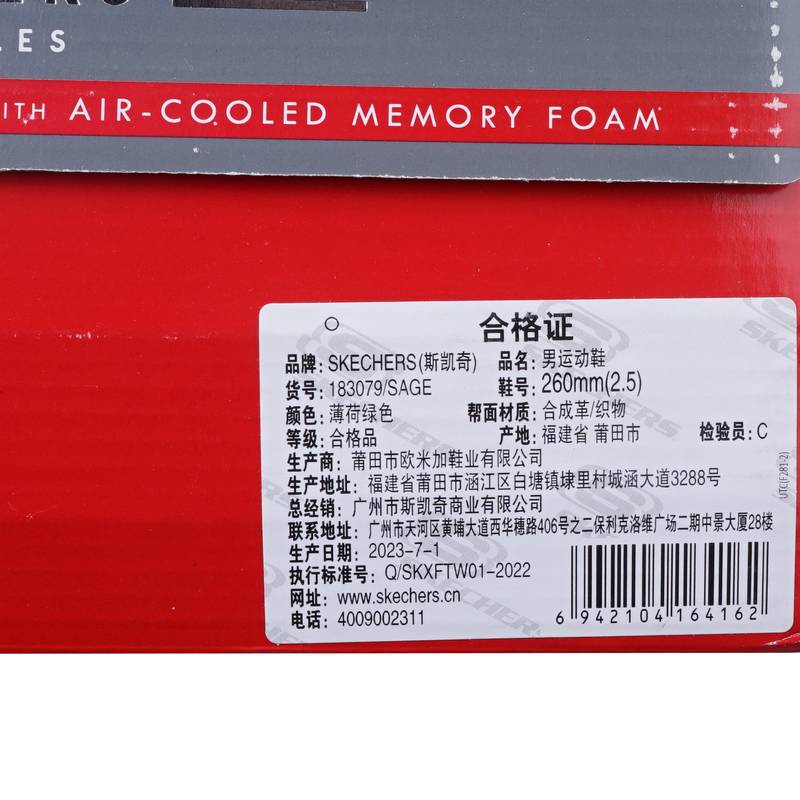 LES
WITH AIR-COOLED MEMORY FOAM
合格证
品牌: SKECHERS(斯凯奇) 品名: 男运动鞋
货号: 183079/SAGE 鞋号: 260mm(2.5)
颜色: 薄荷绿色 帮面材质: 合成革/织物
等级: 合格品 产地: 福建省 莆田市 检验员: C
生产商: 莆田市欧米加鞋业有限公司
生产地址: 福建省莆田市涵江区白塘镇埭里村城涵大道3288号
总经销: 广州市斯凯奇商业有限公司
联系地址: 广州市天河区黄埔大道西华穗路406号之二保利克洛维广场二期中景大厦28楼
生产日期: 2023-7-1
执行标准号: Q/SKXFTW01-2022
网址: www.skechers.cn
电话: 4009002311
6 942104 164162
UTC(F281-2)
SKECHERS
SKECHERS
SKECHERS